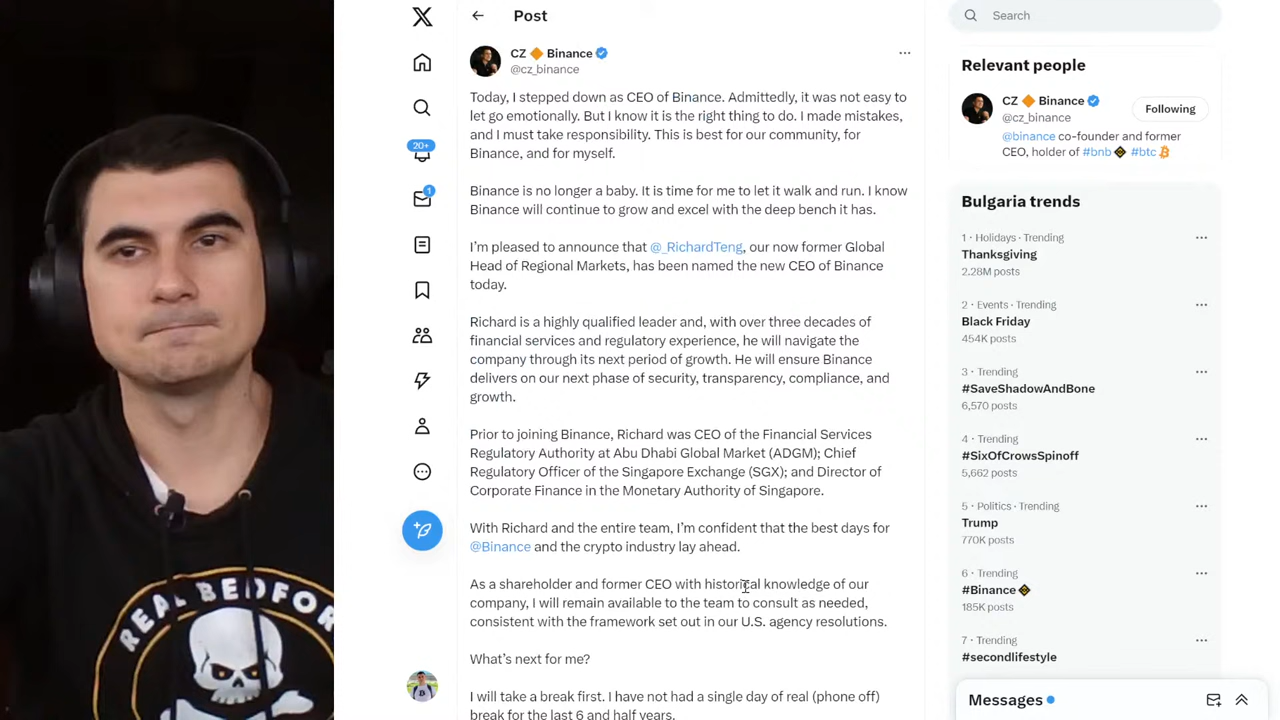 REAL BEDFOR
20+
1
Post
CZ 🔶 Binance
@cz_binance
Today, I stepped down as CEO of Binance. Admittedly, it was not easy to
let go emotionally. But I know it is the right thing to do. I made mistakes,
and I must take responsibility. This is best for our community, for
Binance, and for myself.
Binance is no longer a baby. It is time for me to let it walk and run. I know
Binance will continue to grow and excel with the deep bench it has.
I'm pleased to announce that @_RichardTeng, our now former Global
Head of Regional Markets, has been named the new CEO of Binance
today.
Richard is a highly qualified leader and, with over three decades of
financial services and regulatory experience, he will navigate the
company through its next period of growth. He will ensure Binance
delivers on our next phase of security, transparency, compliance, and
growth.
Prior to joining Binance, Richard was CEO of the Financial Services
Regulatory Authority at Abu Dhabi Global Market (ADGM); Chief
Regulatory Officer of the Singapore Exchange (SGX); and Director of
Corporate Finance in the Monetary Authority of Singapore.
With Richard and the entire team, I'm confident that the best days for
@Binance and the crypto industry lay ahead.
As a shareholder and former CEO with historical knowledge of our
company, I will remain available to the team to consult as needed,
consistent with the framework set out in our U.S. agency resolutions.
What's next for me?
I will take a break first. I have not had a single day of real (phone off)
break for the last 6 and half years.
Search
Relevant people
CZ 🔶 Binance
@cz_binance
Following
@binance co-founder and former
CEO, holder of #bnb #btc
Bulgaria trends
1 · Holidays · Trending
Thanksgiving
2.28M posts
2 · Events · Trending
Black Friday
454K posts
3 · Trending
#SaveShadowAndBone
6,570 posts
4 · Trending
#SixOfCrowsSpinoff
5,662 posts
5 · Politics · Trending
Trump
770K posts
6 · Trending
#Binance
185K posts
7 · Trending
#secondlifestyle
Messages